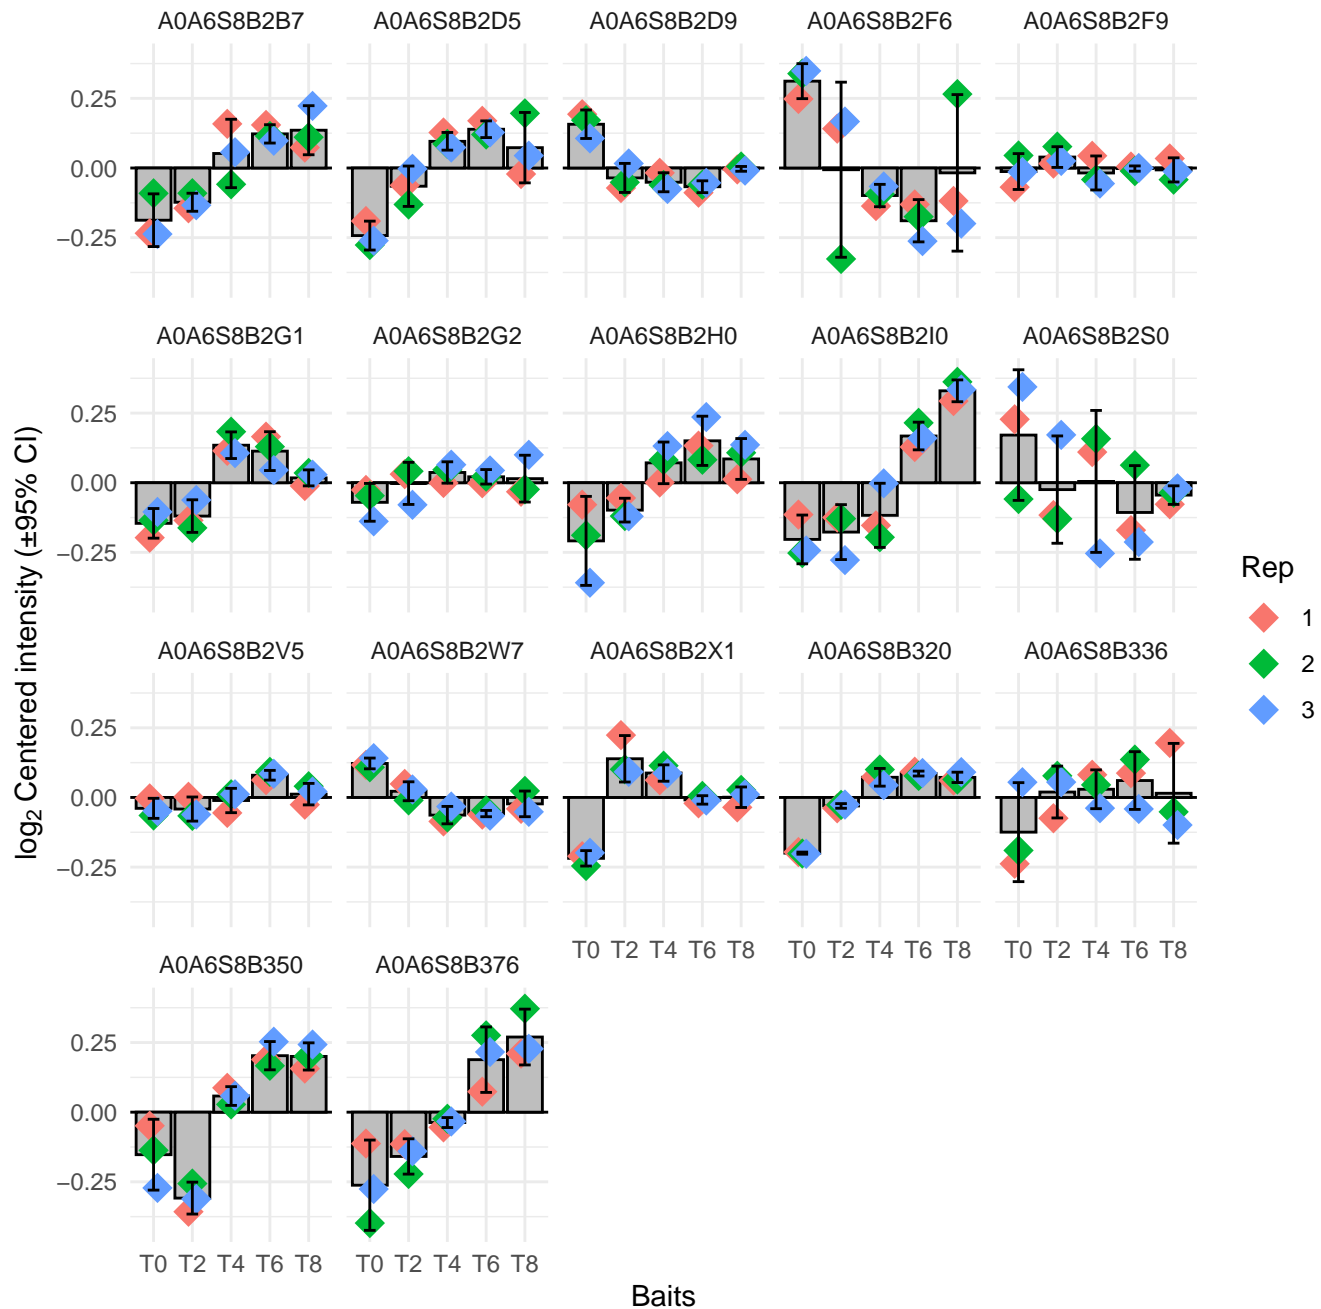 A0A6S8B2B7 A0A6S8B2D5 A0A6S8B2D9 A0A6S8B2F6 A0A6S8B2F9
0.25
0.00
−0.25
A0A6S8B2G1 A0A6S8B2G2 A0A6S8B2H0 A0A6S8B2I0 A0A6S8B2S0
0.25
0.00
−0.25
A0A6S8B2V5 A0A6S8B2W7 A0A6S8B2X1 A0A6S8B320 A0A6S8B336
0.25
0.00
−0.25
T0 T2 T4 T6 T8 T0 T2 T4 T6 T8 T0 T2 T4 T6 T8
A0A6S8B350 A0A6S8B376
0.25
0.00
−0.25
T0 T2 T4 T6 T8 T0 T2 T4 T6 T8
Baits
log2 Centered intensity (±95% CI)
Rep
1
2
3